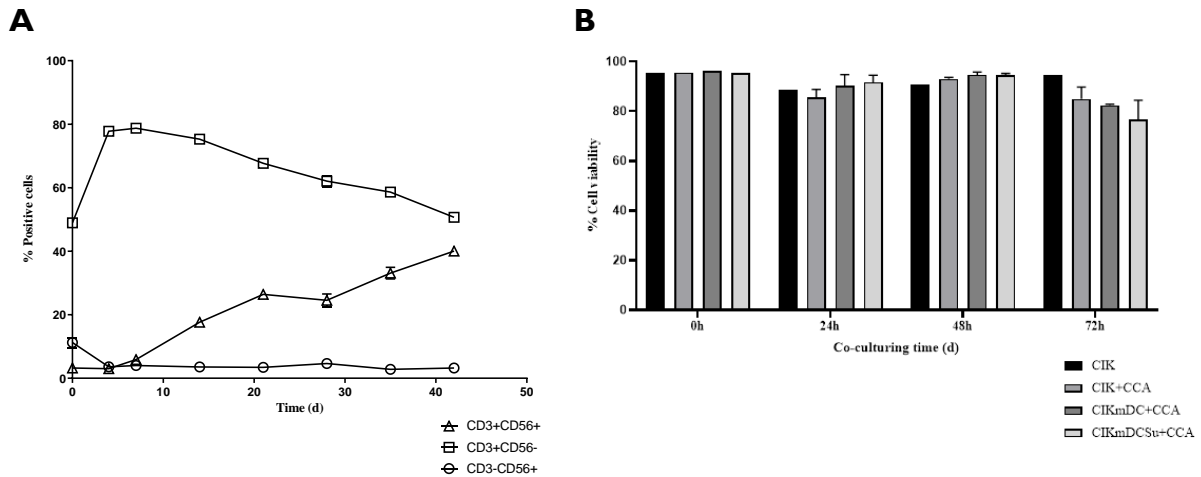 A
100
80
60
40
20
0
% Positive cells
0 10 20 30 40 50
Time (d)
CD3+CD56+
CD3+CD56-
CD3-CD56+
B
100
80
60
40
20
0
% Cell viability
0h 24h 48h 72h
Co-culturing time (d)
CIK
CIK+CCA
CIKmDC+CCA
CIKmDCSu+CCA